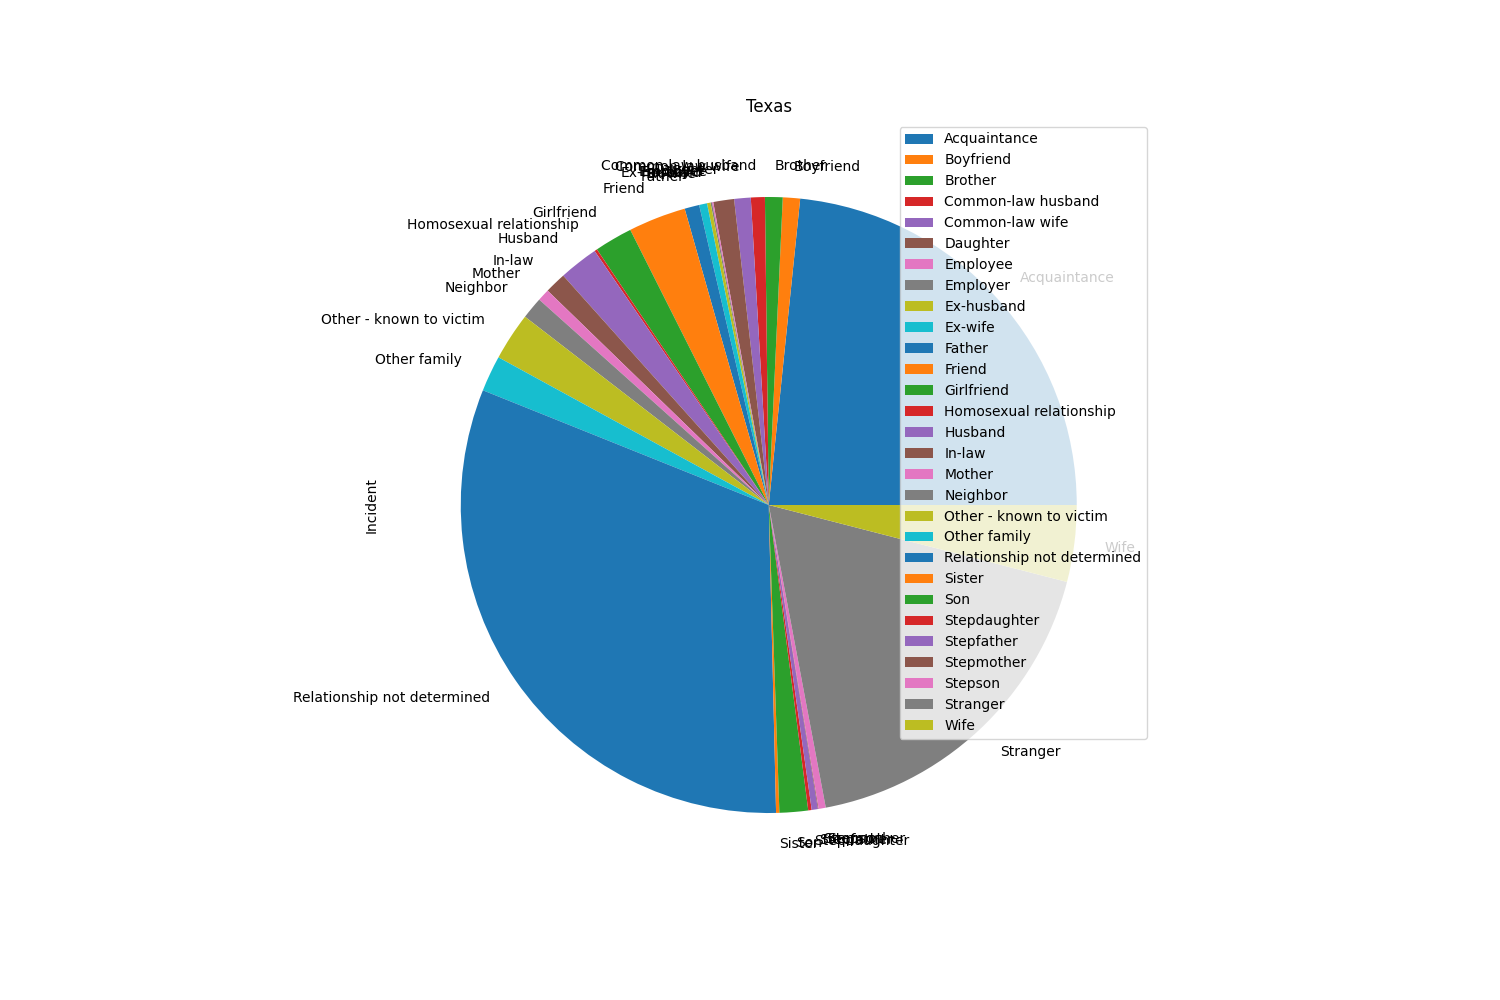 Texas
Common-law husband
Brother
Boyfriend
Friend
Father
Girlfriend
Homosexual relationship
Husband
In-law
Mother
Neighbor
Other - known to victim
Other family
Acquaintance
Wife
Incident
Relationship not determined
Stranger
Sister
Acquaintance
Boyfriend
Brother
Common-law husband
Common-law wife
Daughter
Employee
Employer
Ex-husband
Ex-wife
Father
Friend
Girlfriend
Homosexual relationship
Husband
In-law
Mother
Neighbor
Other - known to victim
Other family
Relationship not determined
Sister
Son
Stepdaughter
Stepfather
Stepmother
Stepson
Stranger
Wife